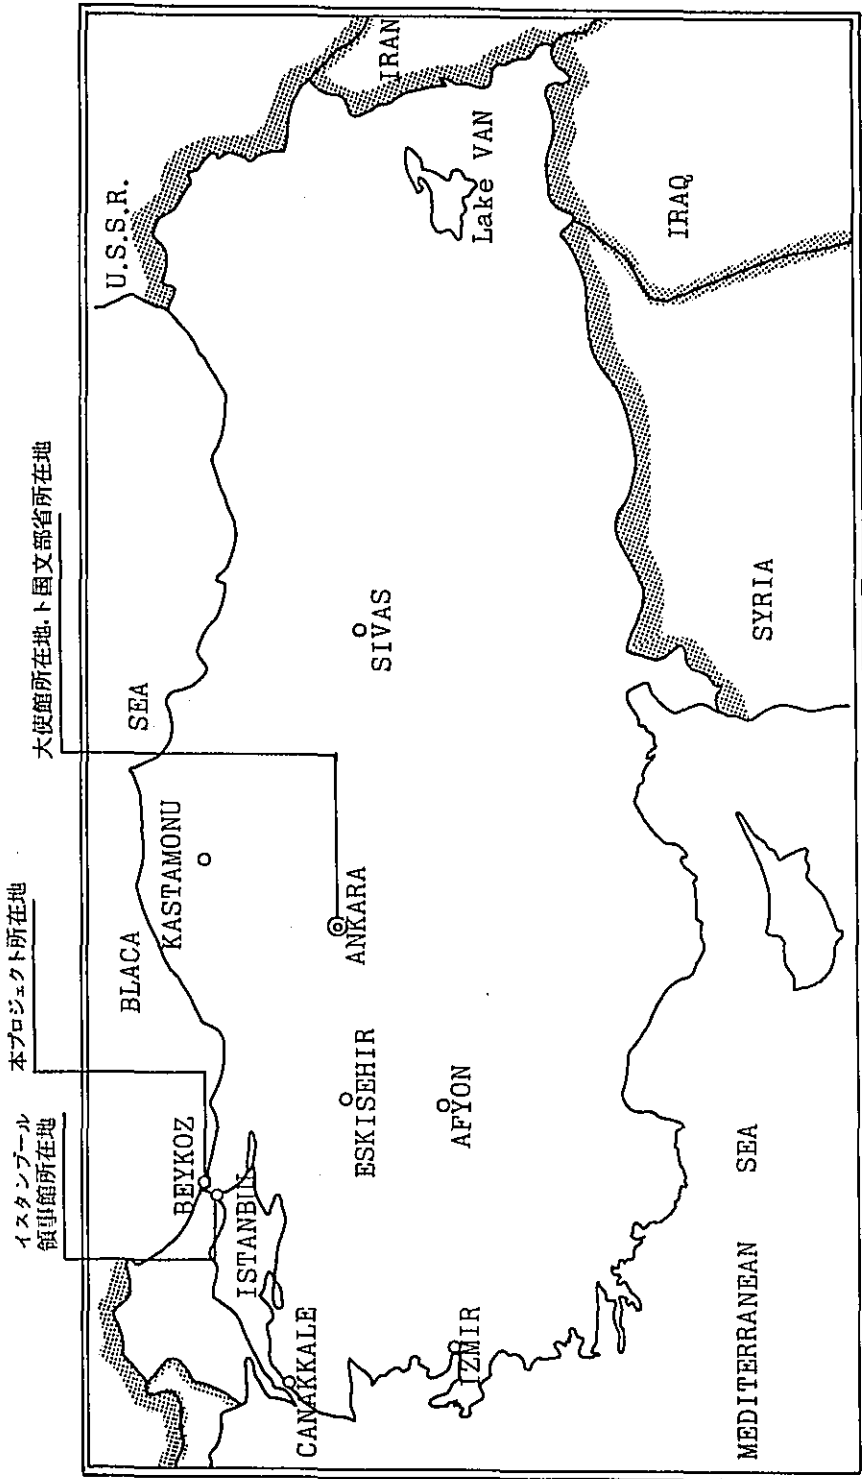 イスタンブール
領事館所在地
本プロジェクト所在地
大使館所在地・ト国文部省所在地
BLACA SEA
U.S.S.R.
BEYKOZ
KASTAMONU
ISTANBUL
CANAKKALE
ESKISEHIR
ANKARA
SIVAS
IRAN
AFYON
IZMIR
Lake VAN
IRAQ
SYRIA
MEDITERRANEAN SEA